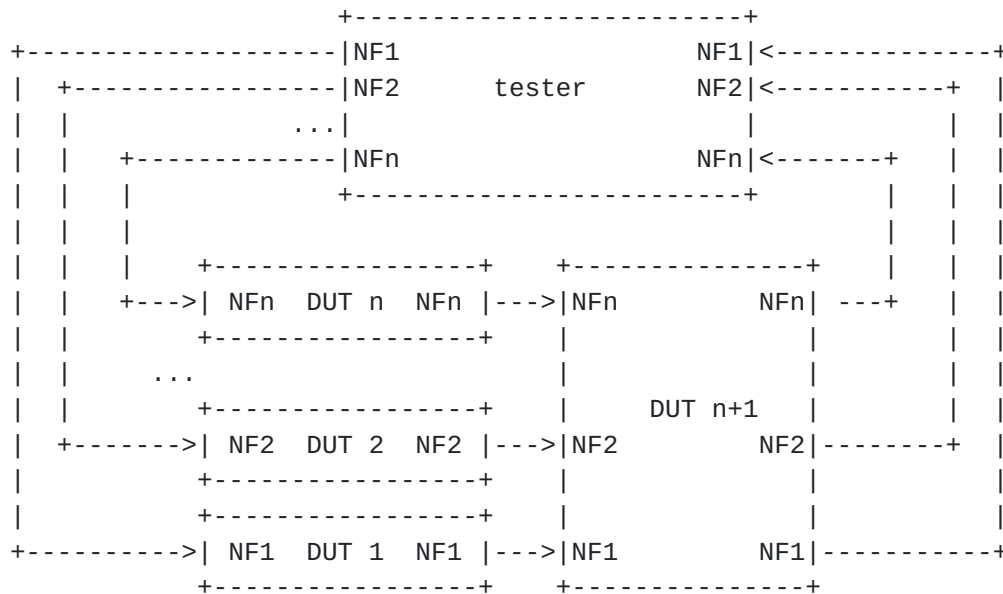 NF1 NF1
NF2 tester NF2
...
NFn NFn
NFn DUT n NFn NFn NFn
...
DUT n+1
NF2 DUT 2 NF2 NF2 NF2
NF1 DUT 1 NF1 NF1 NF1